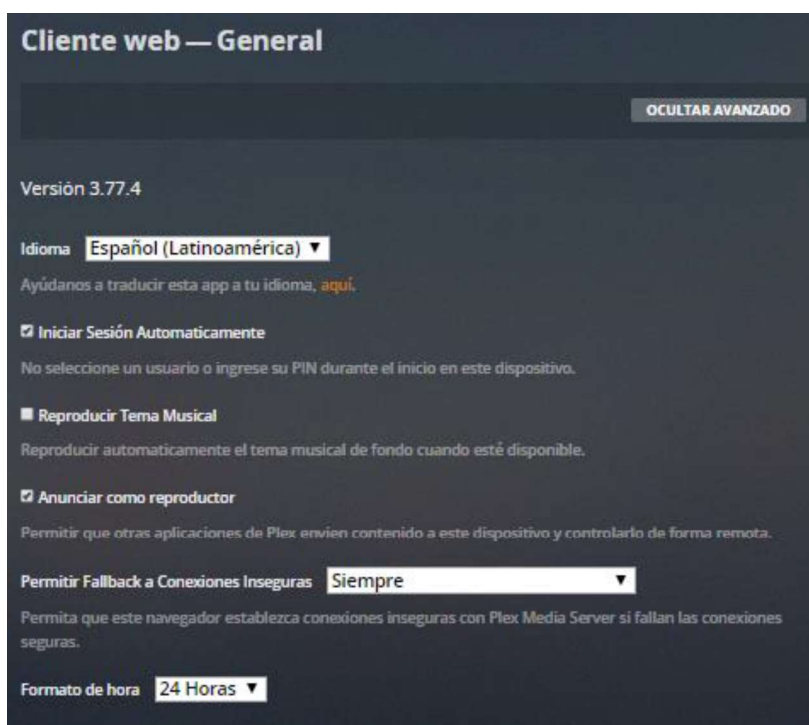 Cliente web — General
OCULTAR AVANZADO
Versión 3.77.4
Idioma Español (Latinoamérica) ▼
Ayúdanos a traducir esta app a tu idioma, aquí.
Iniciar Sesión Automaticamente
No seleccione un usuario o ingrese su PIN durante el inicio en este dispositivo.
Reproducir Tema Musical
Reproducir automaticamente el tema musical de fondo cuando esté disponible.
Anunciar como reproductor
Permitir que otras aplicaciones de Plex envien contenido a este dispositivo y controlarlo de forma remota.
Permitir Fallback a Conexiones Inseguras Siempre ▼
Permita que este navegador establezca conexiones inseguras con Plex Media Server si fallan las conexiones
seguras.
Formato de hora 24 Horas ▼